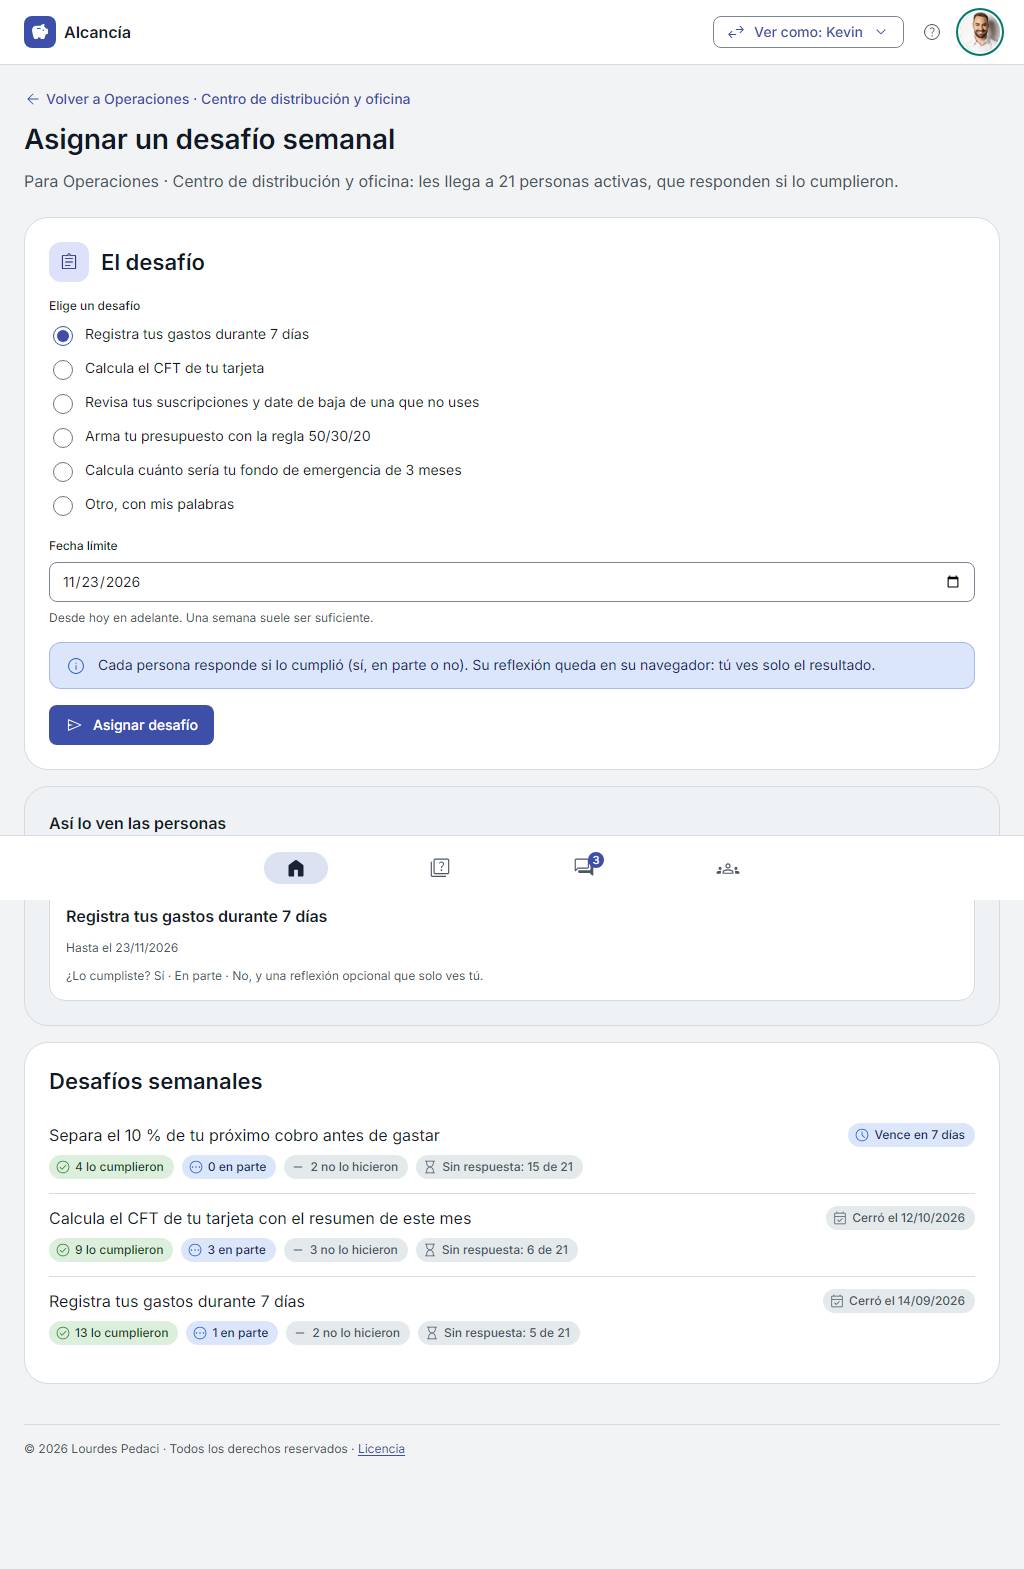 Alcancía
Ver como: Kevin
Volver a Operaciones · Centro de distribución y oficina
Asignar un desafío semanal
Para Operaciones · Centro de distribución y oficina: les llega a 21 personas activas, que responden si lo cumplieron.
El desafío
Elige un desafío
Registra tus gastos durante 7 días
Calcula el CFT de tu tarjeta
Revisa tus suscripciones y date de baja de una que no uses
Arma tu presupuesto con la regla 50/30/20
Calcula cuánto sería tu fondo de emergencia de 3 meses
Otro, con mis palabras
Fecha límite
11/23/2026
Desde hoy en adelante. Una semana suele ser suficiente.
Cada persona responde si lo cumplió (sí, en parte o no). Su reflexión queda en su navegador: tú ves solo el resultado.
Asignar desafío
Así lo ven las personas
3
Registra tus gastos durante 7 días
Hasta el 23/11/2026
¿Lo cumpliste? Sí · En parte · No, y una reflexión opcional que solo ves tú.
Desafíos semanales
Separa el 10 % de tu próximo cobro antes de gastar
Vence en 7 días
4 lo cumplieron
0 en parte
2 no lo hicieron
Sin respuesta: 15 de 21
Calcula el CFT de tu tarjeta con el resumen de este mes
Cerró el 12/10/2026
9 lo cumplieron
3 en parte
3 no lo hicieron
Sin respuesta: 6 de 21
Registra tus gastos durante 7 días
Cerró el 14/09/2026
13 lo cumplieron
1 en parte
2 no lo hicieron
Sin respuesta: 5 de 21
© 2026 Lourdes Pedaci · Todos los derechos reservados · Licencia